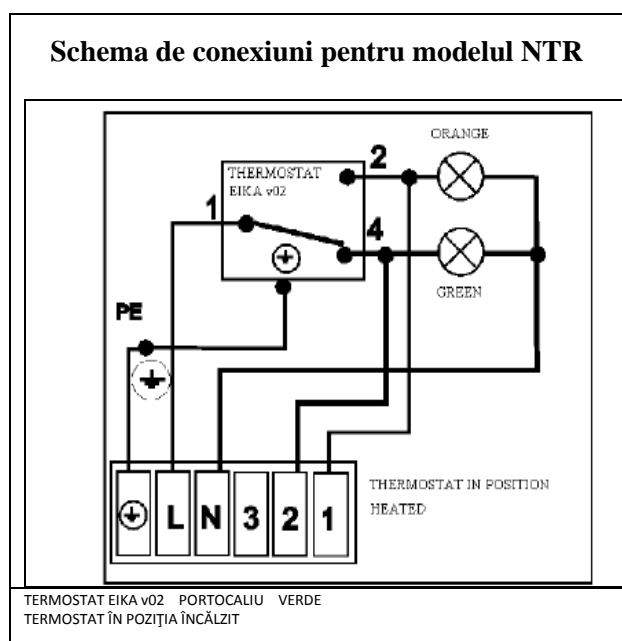 Schema de conexiuni pentru modelul NTR
ORANGE
2
THERMOSTAT
EIKA v02
1
4
GREEN
PE
L N 3 2 1
THERMOSTAT IN POSITION
HEATED
TERMOSTAT EIKA v02 PORTOCALIU VERDE
TERMOSTAT ÎN POZIŢIA ÎNCĂLZIT